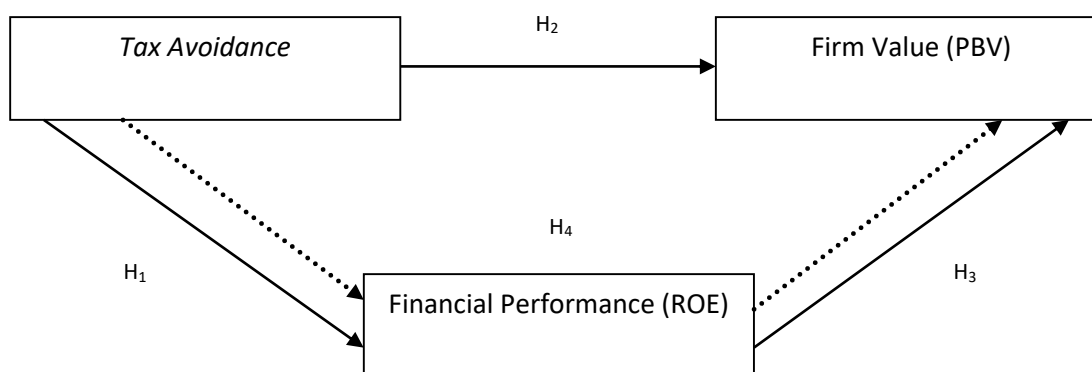 H₂
Tax Avoidance
Firm Value (PBV)
H₄
H₁
H₃
Financial Performance (ROE)